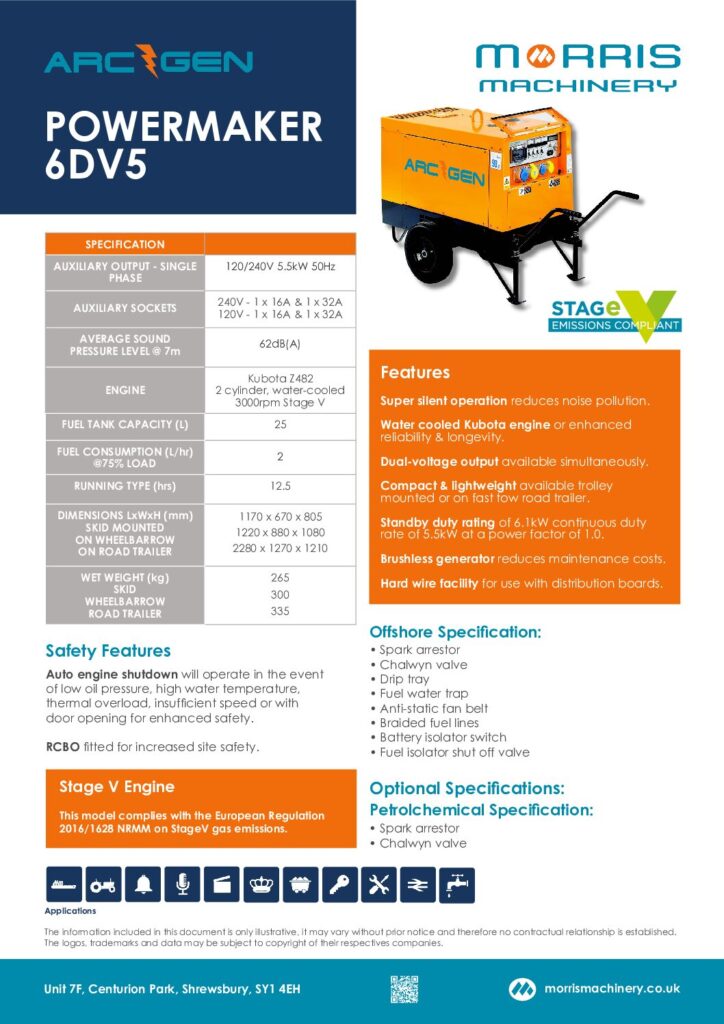 ARC GEN
POWERMAKER
6DV5
MORRIS
MACHINERY
ARC GEN
STAGe V
EMISSIONS COMPLIANT
SPECIFICATION
AUXILIARY OUTPUT - SINGLE
PHASE
120/240V 5.5kW 50Hz
AUXILIARY SOCKETS
240V - 1 x 16A & 1 x 32A
120V - 1 x 16A & 1 x 32A
AVERAGE SOUND
PRESSURE LEVEL @ 7m
62dB(A)
ENGINE
Kubota Z482
2 cylinder, water-cooled
3000rpm Stage V
FUEL TANK CAPACITY (L)
25
FUEL CONSUMPTION (L/hr)
@75% LOAD
2
RUNNING TYPE (hrs)
12.5
DIMENSIONS LxWxH (mm)
SKID MOUNTED
ON WHEELBARROW
ON ROAD TRAILER
1170 x 670 x 805
1220 x 880 x 1080
2280 x 1270 x 1210
WET WEIGHT (kg)
SKID
WHEELBARROW
ROAD TRAILER
265
300
335
Features
Super silent operation reduces noise pollution.
Water cooled Kubota engine or enhanced
reliability & longevity.
Dual-voltage output available simultaneously.
Compact & lightweight available trolley
mounted or on fast tow road trailer.
Standby duty rating of 6.1kW continuous duty
rate of 5.5kW at a power factor of 1.0.
Brushless generator reduces maintenance costs.
Hard wire facility for use with distribution boards.
Safety Features
Auto engine shutdown will operate in the event
of low oil pressure, high water temperature,
thermal overload, insufficient speed or with
door opening for enhanced safety.
RCBO fitted for increased site safety.
Stage V Engine
This model complies with the European Regulation
2016/1628 NRMM on StageV gas emissions.
Offshore Specification:
• Spark arrestor
• Chalwyn valve
• Drip tray
• Fuel water trap
• Anti-static fan belt
• Braided fuel lines
• Battery isolator switch
• Fuel isolator shut off valve
Optional Specifications:
Petrolchemical Specification:
• Spark arrestor
• Chalwyn valve
Applications
The information included in this document is only illustrative, it may vary without prior notice and therefore no contractual relationship is established.
The logos, trademarks and data may be subject to copyright of their respectives companies.
Unit 7F, Centurion Park, Shrewsbury, SY1 4EH
morrismachinery.co.uk